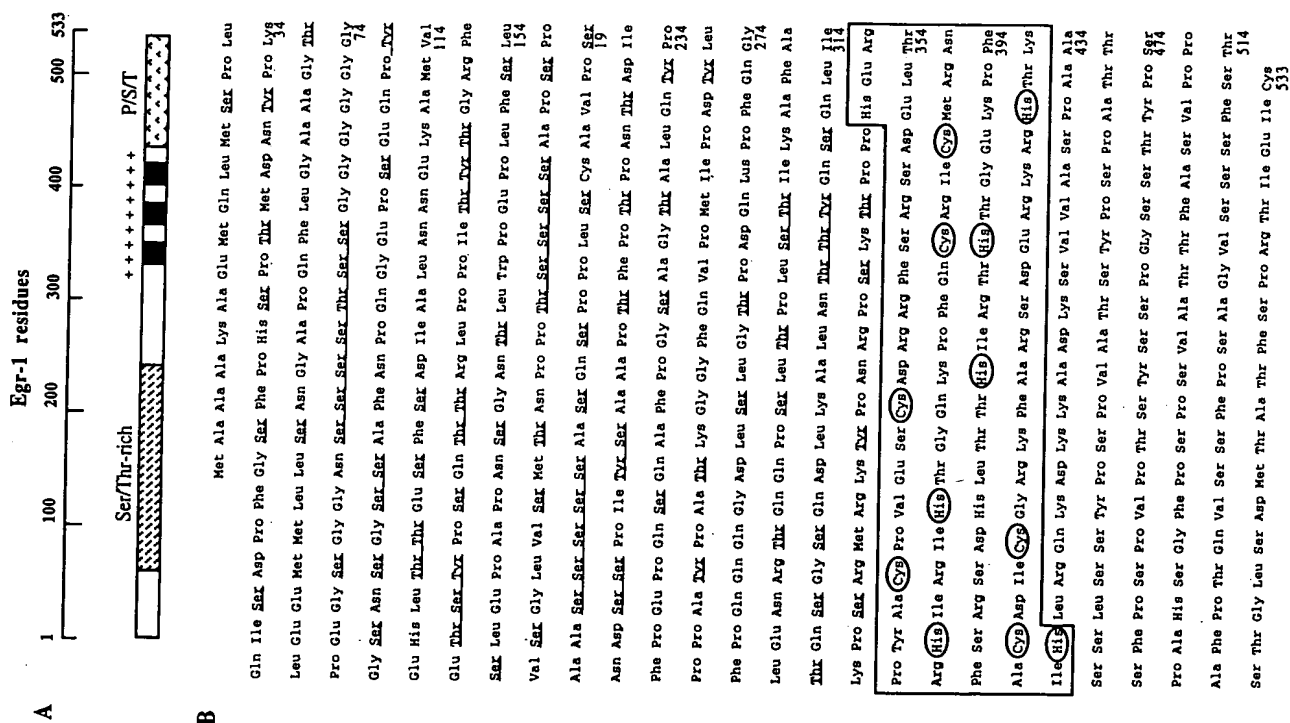 A
Egr-1 residues
1 100 200 300 400 500 533
Ser/Thr-rich +++++++++ P/S/T
B
Met Ala Ala Ala Lys Ala Glu Met Gln Leu Met Ser Pro Leu
Gln Ile Ser Asp Pro Phe Gly Ser Phe Pro His Ser Pro Thr Met Asp Asn Tyr Pro Lys
34
Leu Glu Glu Met Met Leu Leu Ser Asn Gly Ala Pro Gln Phe Leu Gly Ala Ala Gly Thr
Pro Glu Gly Ser Gly Gly Asn Ser Ser Ser Ser Ser Thr Ser Ser Gly Gly Gly Gly Gly
74
Gly Ser Asn Ser Gly Ser Ser Ala Phe Asn Pro Gln Gly Glu Pro Ser Glu Gln Pro Tyr
Glu His Leu Thr Thr Glu Ser Phe Ser Asp Ile Ala Leu Asn Asn Glu Lys Ala Met Val
114
Glu Thr Ser Tyr Pro Ser Gln Thr Thr Arg Leu Pro Pro Ile Thr Tyr Thr Gly Arg Phe
Ser Leu Glu Pro Ala Pro Asn Ser Gly Asn Thr Leu Trp Pro Glu Pro Leu Phe Ser Leu
154
Val Ser Gly Leu Val Ser Met Thr Asn Pro Pro Thr Ser Ser Ser Ser Ala Pro Ser Pro
Ala Ala Ser Ser Ser Ser Ser Ala Ser Gln Ser Pro Pro Leu Ser Cys Ala Val Pro Ser
19
Asn Asp Ser Ser Pro Ile Tyr Ser Ala Ala Pro Thr Phe Pro Thr Pro Asn Thr Asp Ile
Phe Pro Glu Pro Gln Ser Gln Ala Phe Pro Gly Ser Ala Gly Thr Ala Leu Gln Tyr Pro
234
Pro Pro Ala Tyr Pro Ala Thr Lys Gly Gly Phe Gln Val Pro Met Ile Pro Asp Tyr Leu
Phe Pro Gln Gln Gln Gly Asp Leu Ser Leu Gly Thr Pro Asp Gln Lus Pro Phe Gln Gly
274
Leu Glu Asn Arg Thr Gln Gln Pro Ser Leu Thr Pro Leu Ser Thr Ile Lys Ala Phe Ala
Thr Gln Ser Gly Ser Gln Asp Leu Lys Ala Leu Asn Thr Thr Tyr Gln Ser Gln Leu Ile
314
Lys Pro Ser Arg Met Arg Lys Tyr Pro Asn Arg Pro Ser Lys Thr Pro Pro His Glu Arg
Pro Tyr Ala Cys Pro Val Glu Ser Cys Asp Arg Arg Phe Ser Arg Ser Asp Glu Leu Thr
354
Arg His Ile Arg Ile His Thr Gly Gln Lys Pro Phe Gln Cys Arg Ile Cys Met Arg Asn
Phe Ser Arg Ser Asp His Leu Thr Thr His Ile Arg Thr His Thr Gly Glu Lys Pro Phe
394
Ala Cys Asp Ile Cys Gly Arg Lys Phe Ala Arg Ser Asp Glu Arg Lys Arg His Thr Lys
Ile His Leu Arg Gln Lys Asp Lys Lys Ala Asp Lys Ser Val Val Ala Ser Pro Ala Ala
434
Ser Ser Leu Ser Ser Tyr Pro Ser Pro Val Ala Thr Ser Tyr Pro Ser Pro Ala Thr Thr
Ser Phe Pro Ser Pro Val Pro Thr Ser Tyr Ser Ser Pro GLy Ser Ser Thr Tyr Pro Ser
474
Pro Ala His Ser Gly Phe Pro Ser Pro Ser Val Ala Thr Thr Phe Ala Ser Val Pro Pro
Ala Phe Pro Thr Gln Val Ser Ser Phe Pro Ser Ala Gly Val Ser Ser Ser Phe Ser Thr
514
Ser Thr Gly Leu Ser Asp Met Thr Ala Thr Phe Ser Pro Arg Thr Ile Glu Ile Cys
533